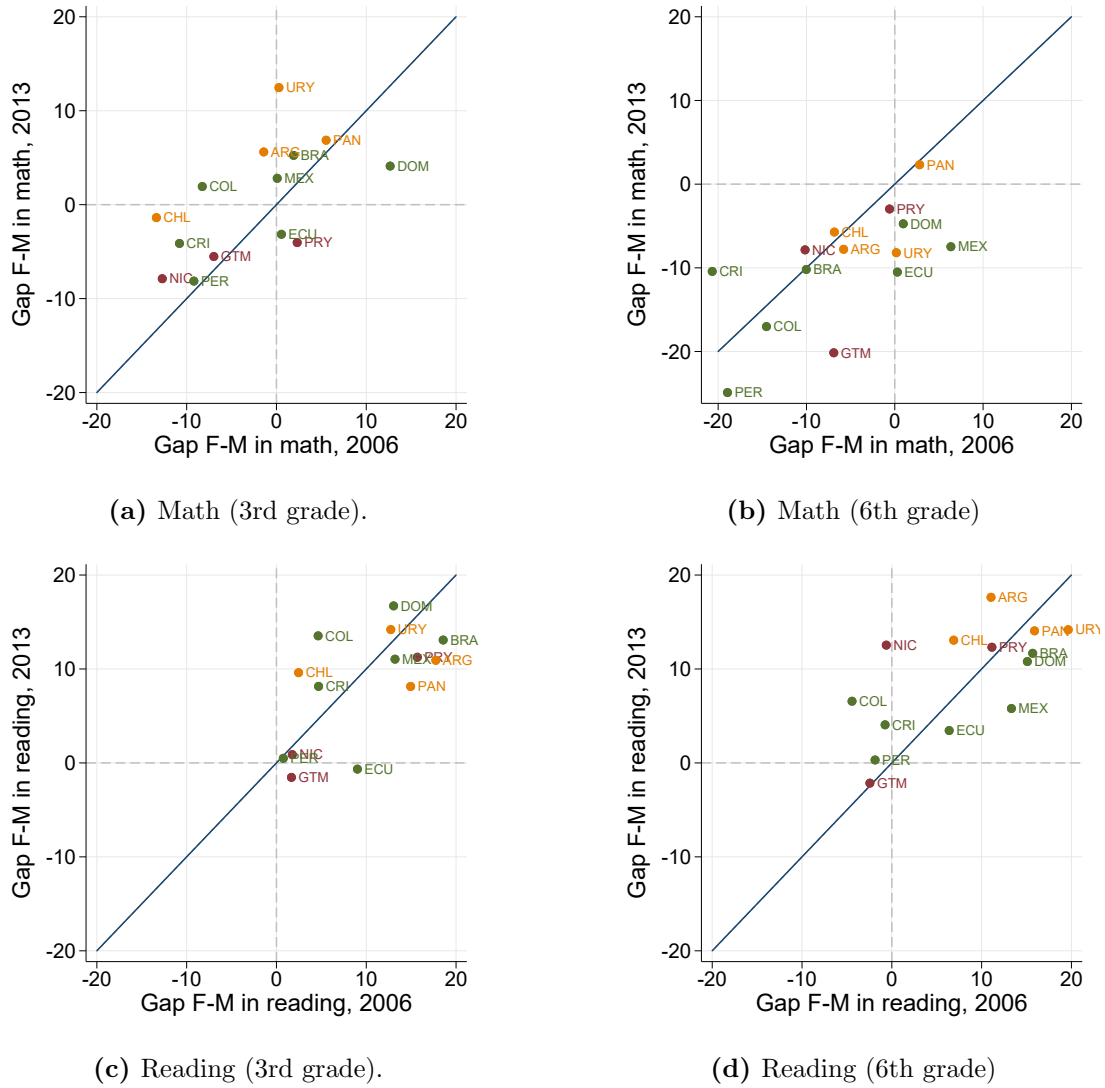 20
10
0
-10
-20
Gap F-M in math, 2013
URY
PAN
ARG
BRA
DOM
MEX
COL
CHL
ECU
PRY
CRI
GTM
NIC
PER
-20 -10 0 10 20
Gap F-M in math, 2006
(a) Math (3rd grade).
20
10
0
-10
-20
Gap F-M in math, 2013
PAN
PRY
DOM
CHL
MEX
NIC
ARG
URY
CRI
BRA
ECU
COL
GTM
PER
-20 -10 0 10 20
Gap F-M in math, 2006
(b) Math (6th grade)
20
10
0
-10
-20
Gap F-M in reading, 2013
DOM
URY
COL
BRA
MEX
PRY
ARG
CHL
CRI
PAN
NIC
PER
ECU
GTM
-20 -10 0 10 20
Gap F-M in reading, 2006
(c) Reading (3rd grade).
20
10
0
-10
-20
Gap F-M in reading, 2013
ARG
PAN
URY
CHL
NIC
PRY
BRA
DOM
COL
MEX
CRI
ECU
PER
GTM
-20 -10 0 10 20
Gap F-M in reading, 2006
(d) Reading (6th grade)